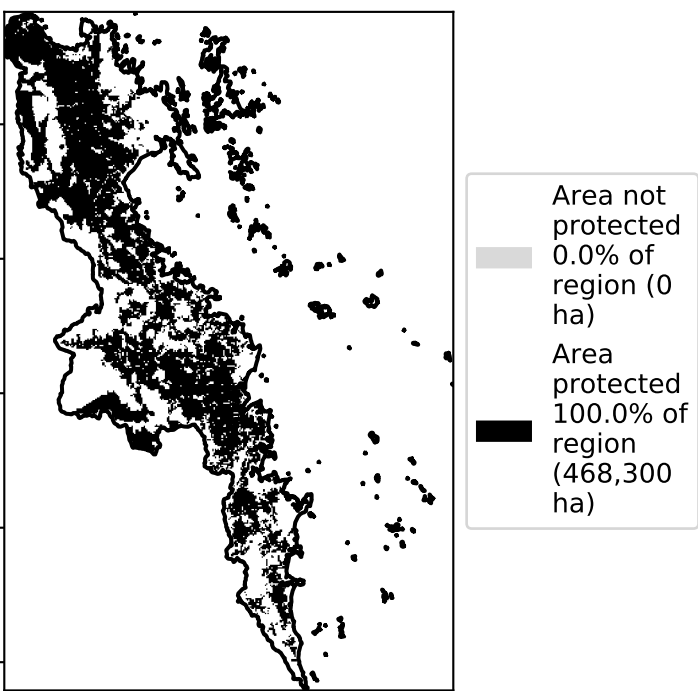 Area not
protected
0.0% of
region (0
ha)
Area
protected
100.0% of
region
(468,300
ha)